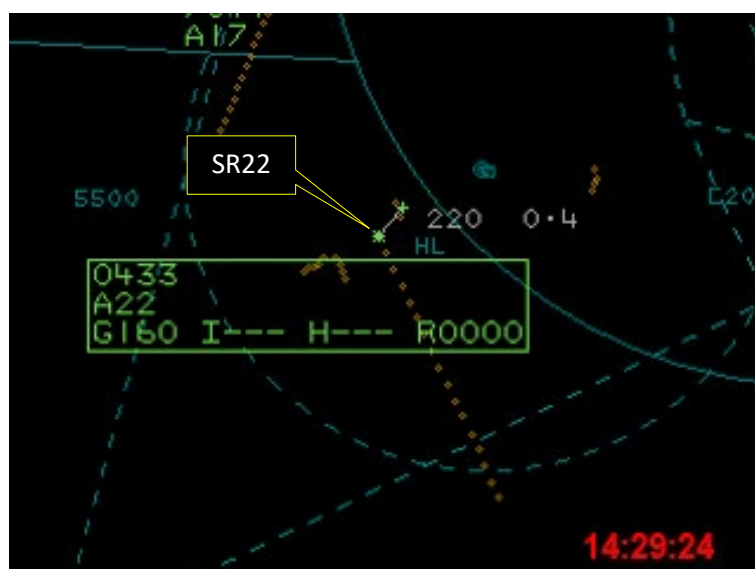 A17
SR22
5500
220 0.4
HL
0433
A22
G160 I--- H--- R0000
14:29:24